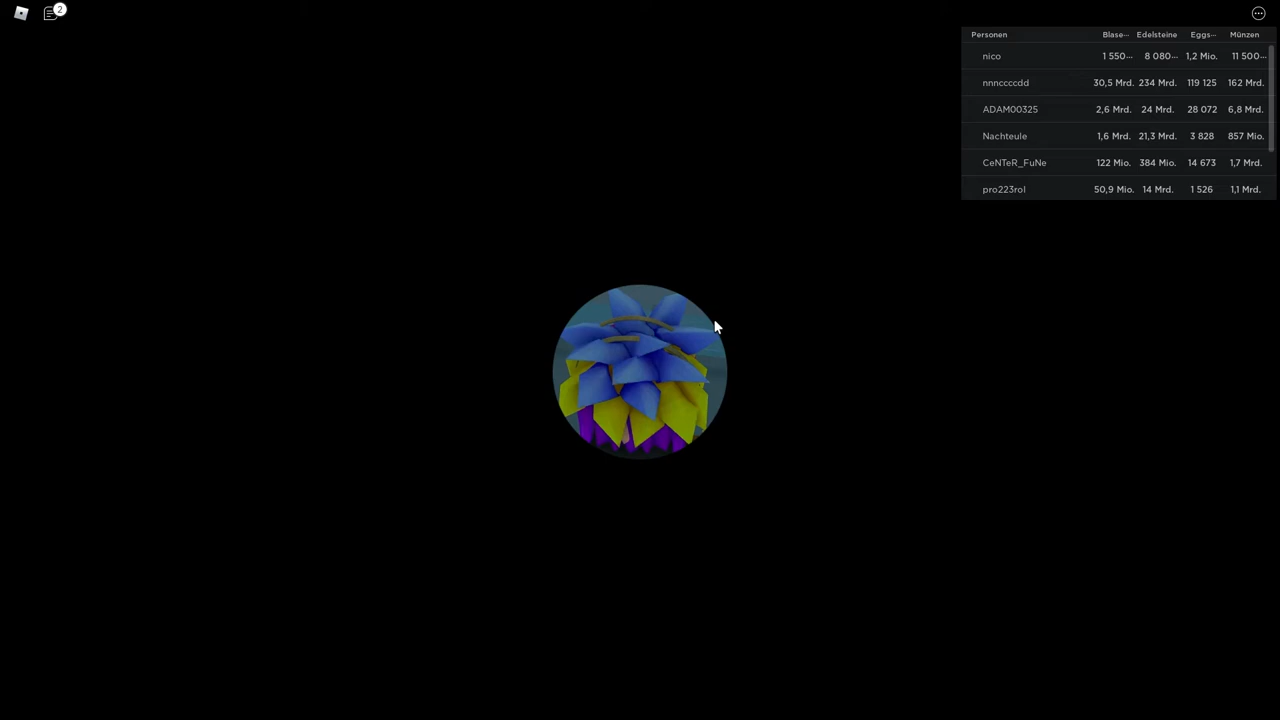 2
Personen Blase··· Edelsteine Eggs··· Münzen
nico 1 550··· 8 080··· 1,2 Mio. 11 500···
nnnccccdd 30,5 Mrd. 234 Mrd. 119 125 162 Mrd.
ADAM00325 2,6 Mrd. 24 Mrd. 28 072 6,8 Mrd.
Nachteule 1,6 Mrd. 21,3 Mrd. 3 828 857 Mio.
CeNTeR_FuNe 122 Mio. 384 Mio. 14 673 1,7 Mrd.
pro223rol 50,9 Mio. 14 Mrd. 1 526 1,1 Mrd.